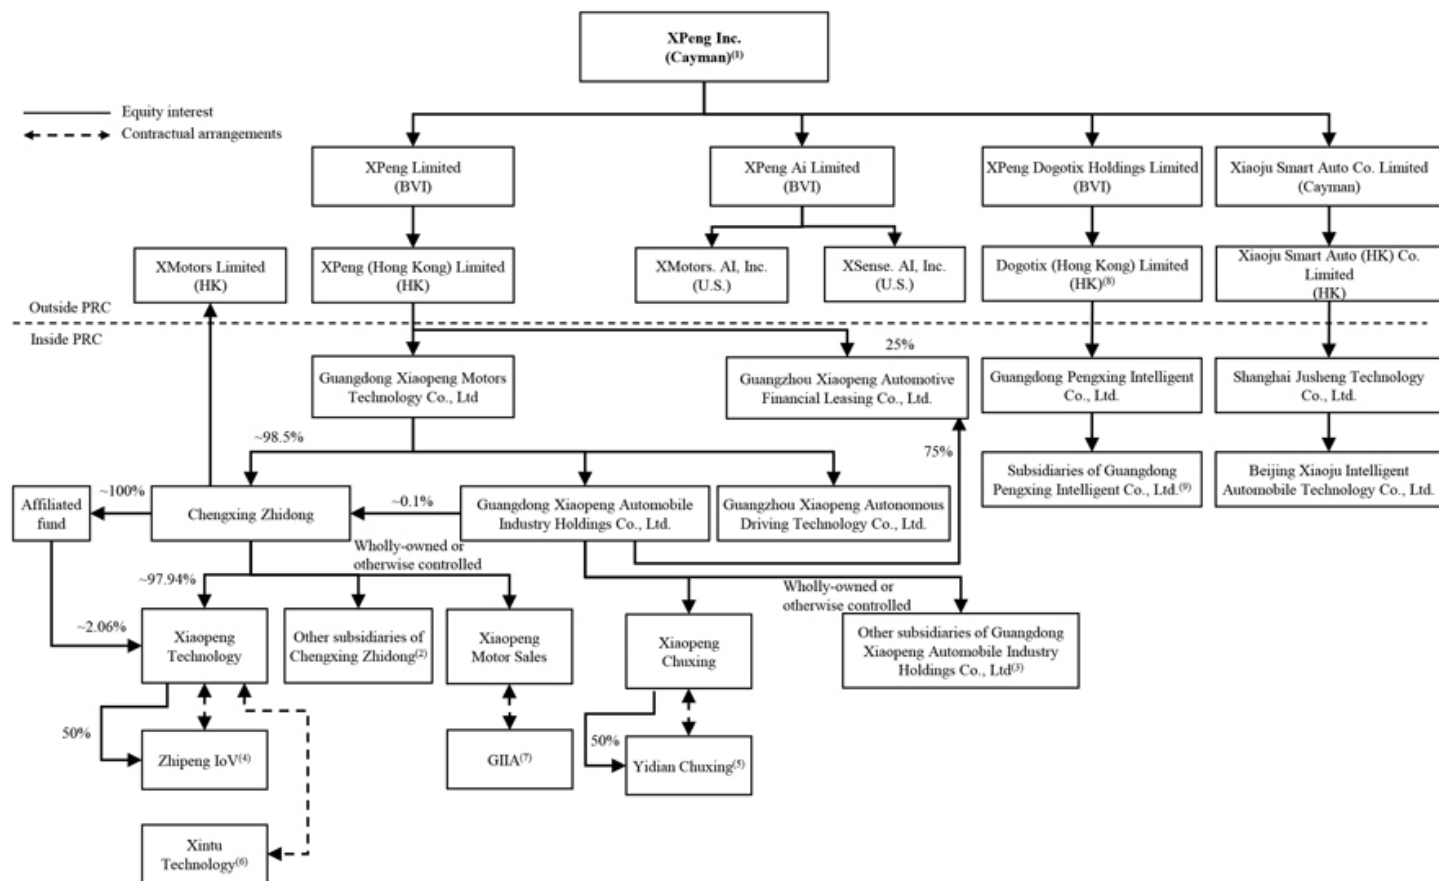 XPeng Inc.
(Cayman)(1)
Equity interest
Contractual arrangements
XPeng Limited
(BVI)
XPeng Ai Limited
(BVI)
XPeng Dogotix Holdings Limited
(BVI)
Xiaoju Smart Auto Co. Limited
(Cayman)
XMotors Limited
(HK)
XPeng (Hong Kong) Limited
(HK)
XMotors. AI, Inc.
(U.S.)
XSense. AI, Inc.
(U.S.)
Dogotix (Hong Kong) Limited
(HK)(8)
Xiaoju Smart Auto (HK) Co.
Limited
(HK)
Outside PRC
Inside PRC
25%
Guangdong Xiaopeng Motors
Technology Co., Ltd
Guangzhou Xiaopeng Automotive
Financial Leasing Co., Ltd.
Guangdong Pengxing Intelligent
Co., Ltd.
Shanghai Jusheng Technology
Co., Ltd.
~98.5%
75%
Affiliated
fund
~100%
Chengxing Zhidong
~0.1%
Guangdong Xiaopeng Automobile
Industry Holdings Co., Ltd.
Guangzhou Xiaopeng Autonomous
Driving Technology Co., Ltd.
Subsidiaries of Guangdong
Pengxing Intelligent Co., Ltd.(9)
Beijing Xiaoju Intelligent
Automobile Technology Co., Ltd.
Wholly-owned or
otherwise controlled
~97.94%
Wholly-owned or
otherwise controlled
~2.06%
Xiaopeng
Technology
Other subsidiaries of
Chengxing Zhidong(2)
Xiaopeng
Motor Sales
Xiaopeng
Chuxing
Other subsidiaries of Guangdong
Xiaopeng Automobile Industry
Holdings Co., Ltd(3)
50%
Zhipeng IoV(4)
GIIA(7)
50%
Yidian Chuxing(5)
Xintu
Technology(6)